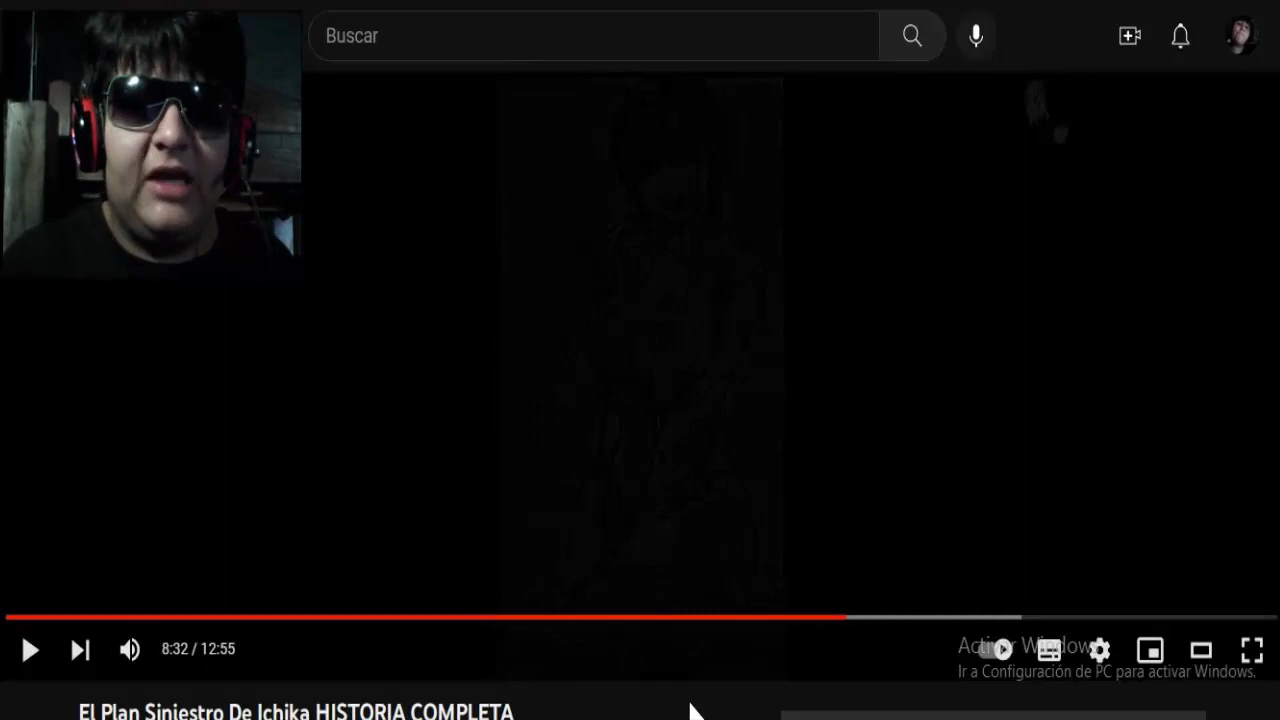 Buscar
8:32 / 12:55
Activar Windows
Ir a Configuración de PC para activar Windows.
El Plan Siniestro De Ichika HISTORIA COMPLETA